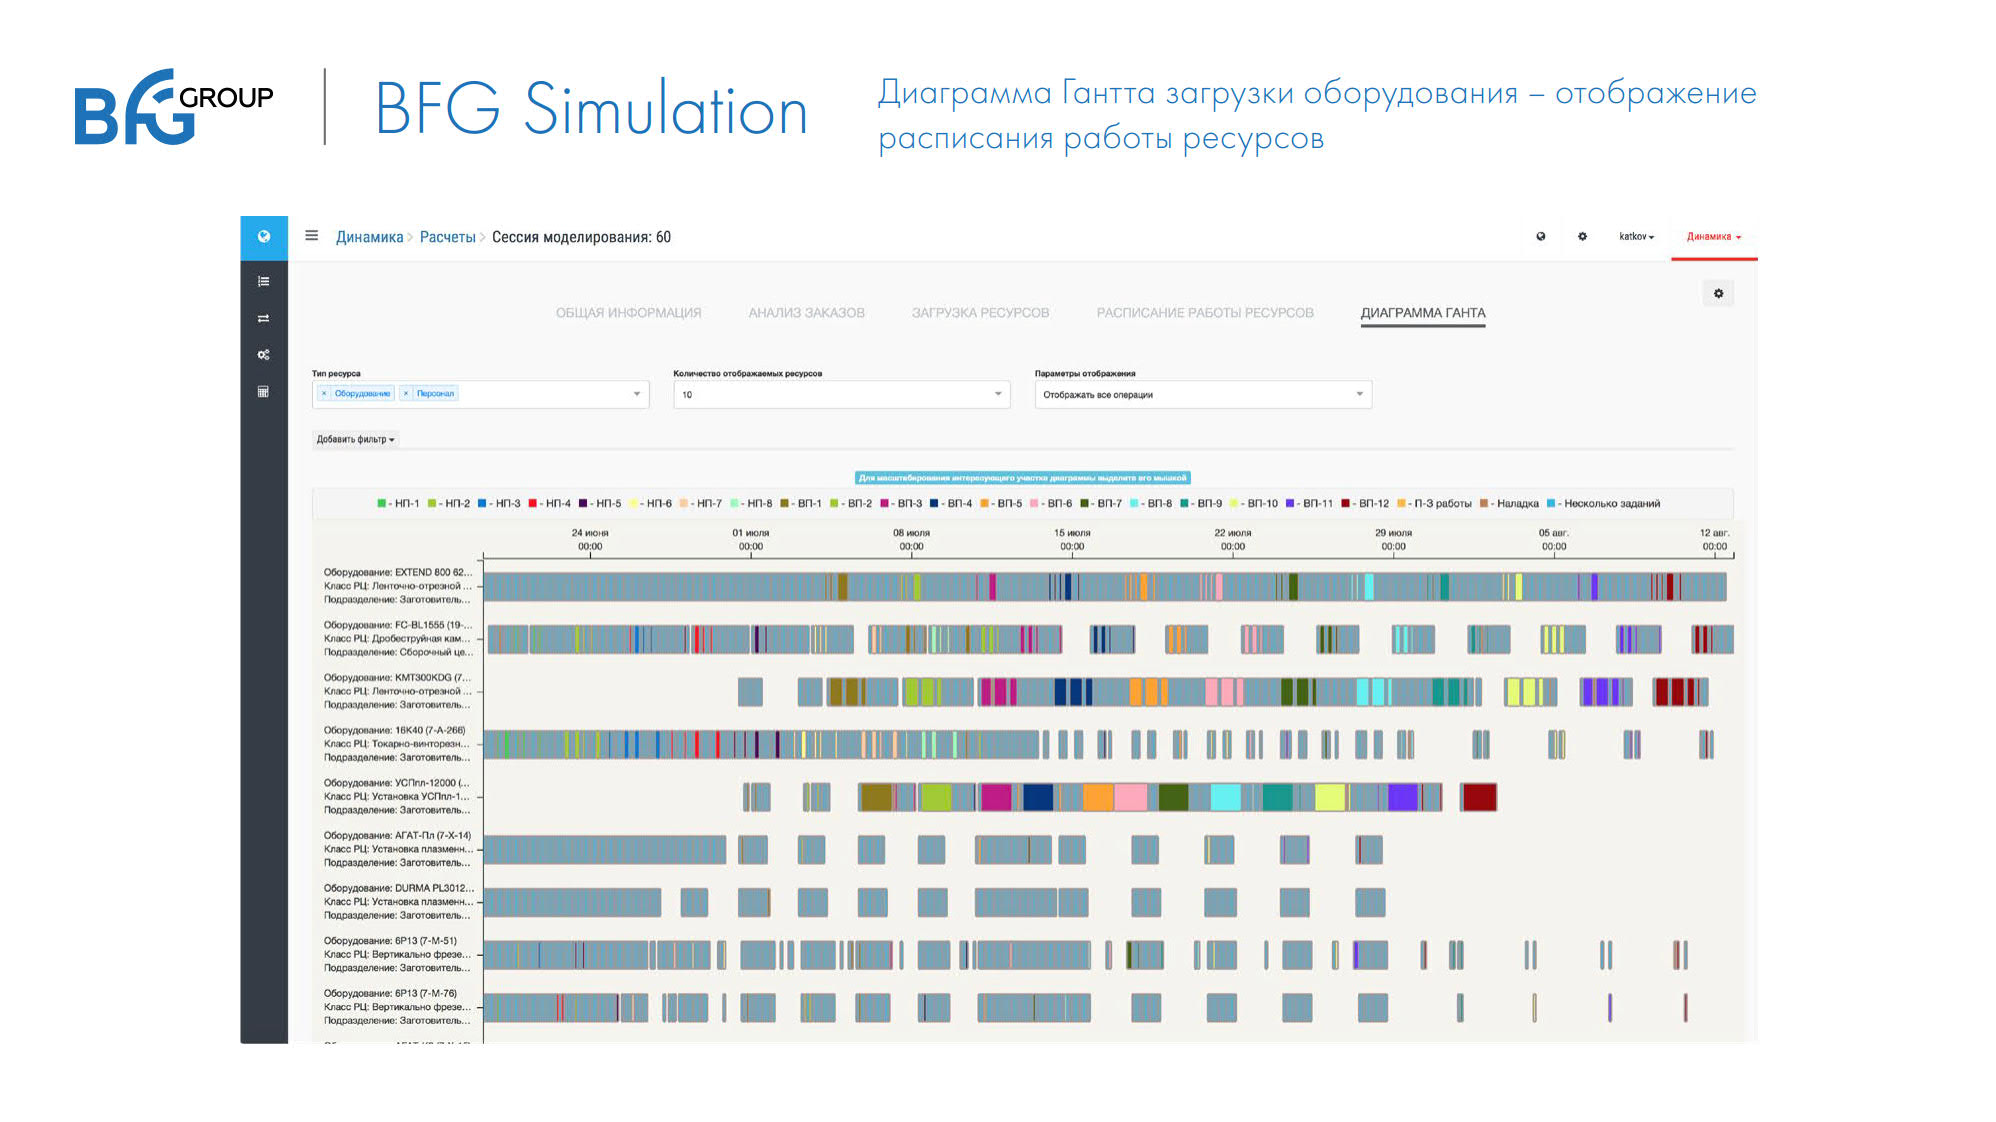 BFG GROUP
BFG Simulation
Диаграмма Гантта загрузки оборудования – отображение
расписания работы ресурсов
Динамика > Расчеты > Сессия моделирования: 60
katkov
Динамика
ОБЩАЯ ИНФОРМАЦИЯ
АНАЛИЗ ЗАКАЗОВ
ЗАГРУЗКА РЕСУРСОВ
РАСПИСАНИЕ РАБОТЫ РЕСУРСОВ
ДИАГРАММА ГАНТА
Тип ресурса
× Оборудование × Персонал
Количество отображаемых ресурсов
10
Параметры отображения
Отображать все операции
Добавить фильтр
Для масштабирования интересующего участка диаграммы выделите его мышкой
- НП-1 - НП-2 - НП-3 - НП-4 - НП-5 - НП-6 - НП-7 - НП-8 - ВП-1 - ВП-2 - ВП-3 - ВП-4 - ВП-5 - ВП-6 - ВП-7 - ВП-8 - ВП-9 - ВП-10 - ВП-11 - ВП-12 - П-З работы - Наладка - Несколько заданий
24 июня 01 июля 08 июля 15 июля 22 июля 29 июля 05 авг. 12 авг.
00:00 00:00 00:00 00:00 00:00 00:00 00:00 00:00
Оборудование: EXTEND 800 62...
Класс РЦ: Ленточно-отрезной ...
Подразделение: Заготовитель...
Оборудование: FC-BL1555 (19-...
Класс РЦ: Дробеструйная кам...
Подразделение: Сборочный це...
Оборудование: KMT300KDG (7...
Класс РЦ: Ленточно-отрезной ...
Подразделение: Заготовитель...
Оборудование: 16К40 (7-А-266)
Класс РЦ: Токарно-винторезн...
Подразделение: Заготовитель...
Оборудование: УСПпл-12000 (...
Класс РЦ: Установка УСПпл-1...
Подразделение: Заготовитель...
Оборудование: АГАТ-Пл (7-Х-14)
Класс РЦ: Установка плазменн...
Подразделение: Заготовитель...
Оборудование: DURMA PL3012...
Класс РЦ: Установка плазменн...
Подразделение: Заготовитель...
Оборудование: 6Р13 (7-М-51)
Класс РЦ: Вертикально фрезе...
Подразделение: Заготовитель...
Оборудование: 6Р13 (7-М-76)
Класс РЦ: Вертикально фрезе...
Подразделение: Заготовитель...